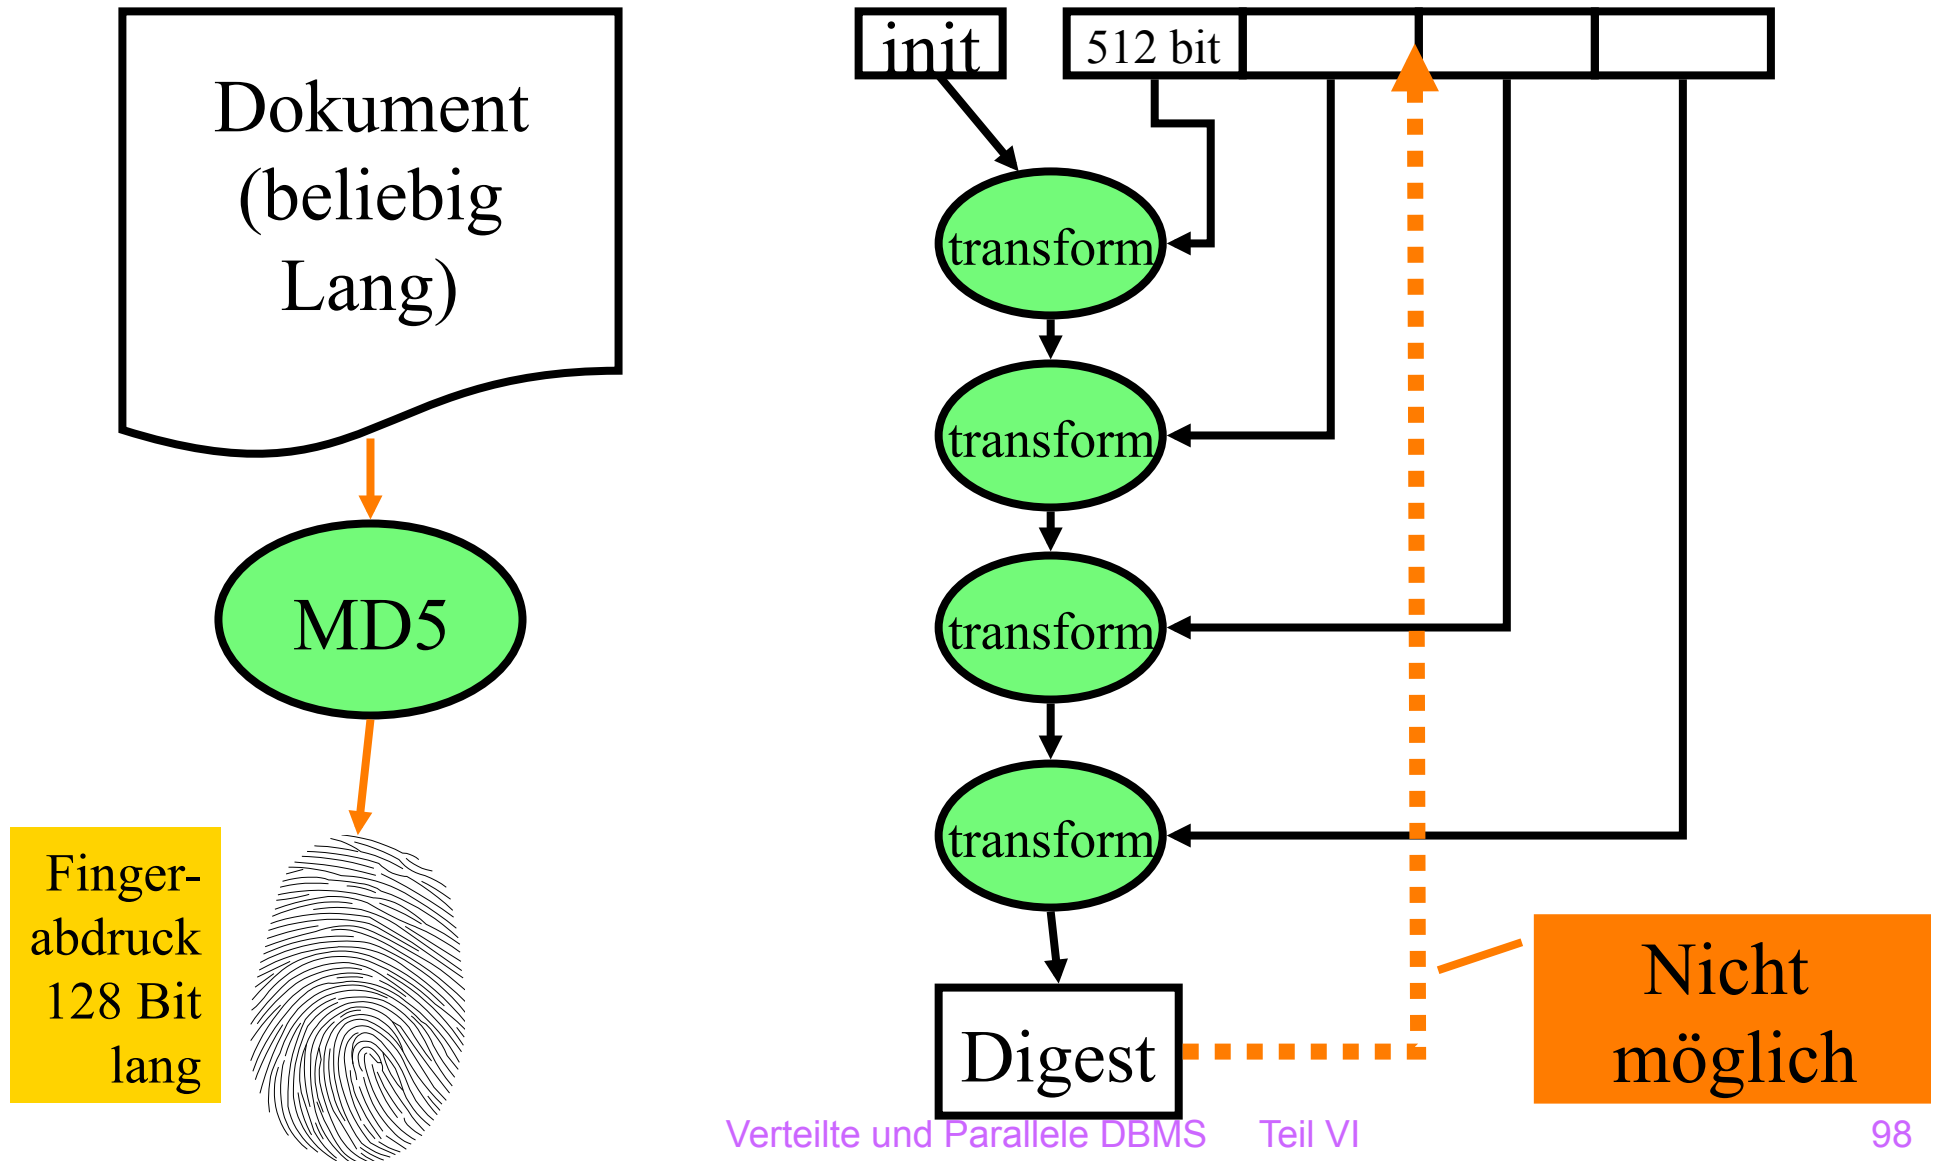 Dokument
(beliebig
Lang)
MD5
Finger-
abdruck
128 Bit
lang
init
512 bit
transform
transform
transform
transform
Digest
Nicht
möglich
Verteilte und Parallele DBMS Teil VI
98